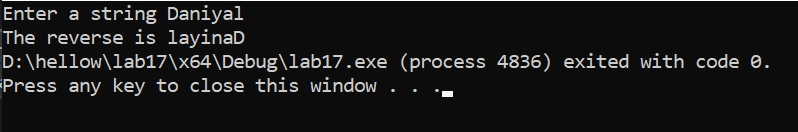 Enter a string Daniyal
The reverse is layinaD
D:\hellow\lab17\x64\Debug\lab17.exe (process 4836) exited with code 0.
Press any key to close this window . . .